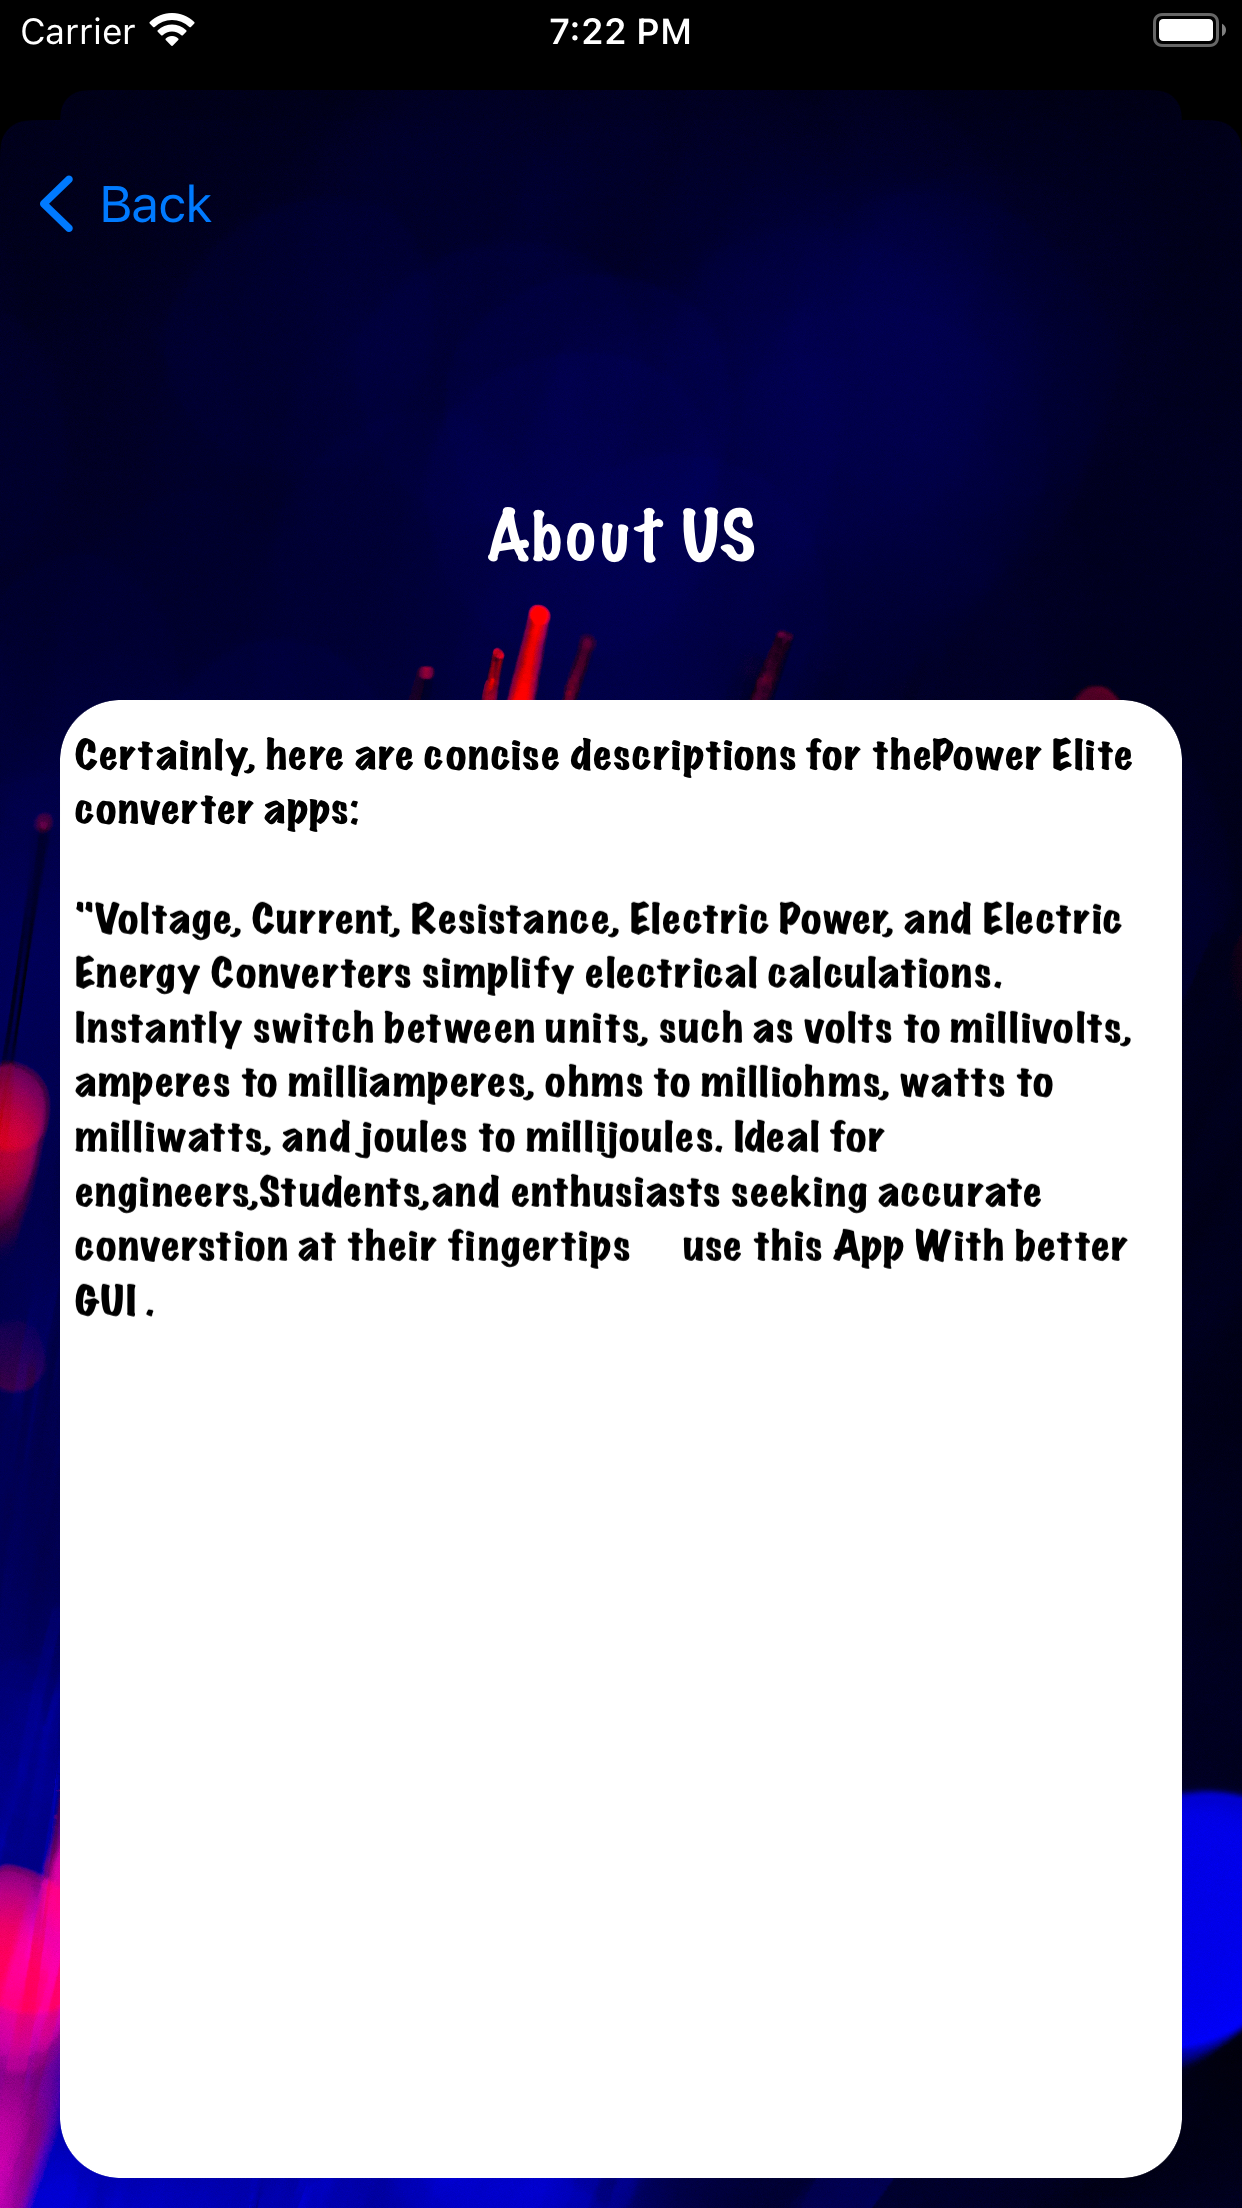 Carrier 7:22 PM
Back
About US
Certainly, here are concise descriptions for thePower Elite
converter apps:
"Voltage, Current, Resistance, Electric Power, and Electric
Energy Converters simplify electrical calculations.
Instantly switch between units, such as volts to millivolts,
amperes to milliamperes, ohms to milliohms, watts to
milliwatts, and joules to millijoules. Ideal for
engineers,Students,and enthusiasts seeking accurate
converstion at their fingertips     use this App With better
GUI .